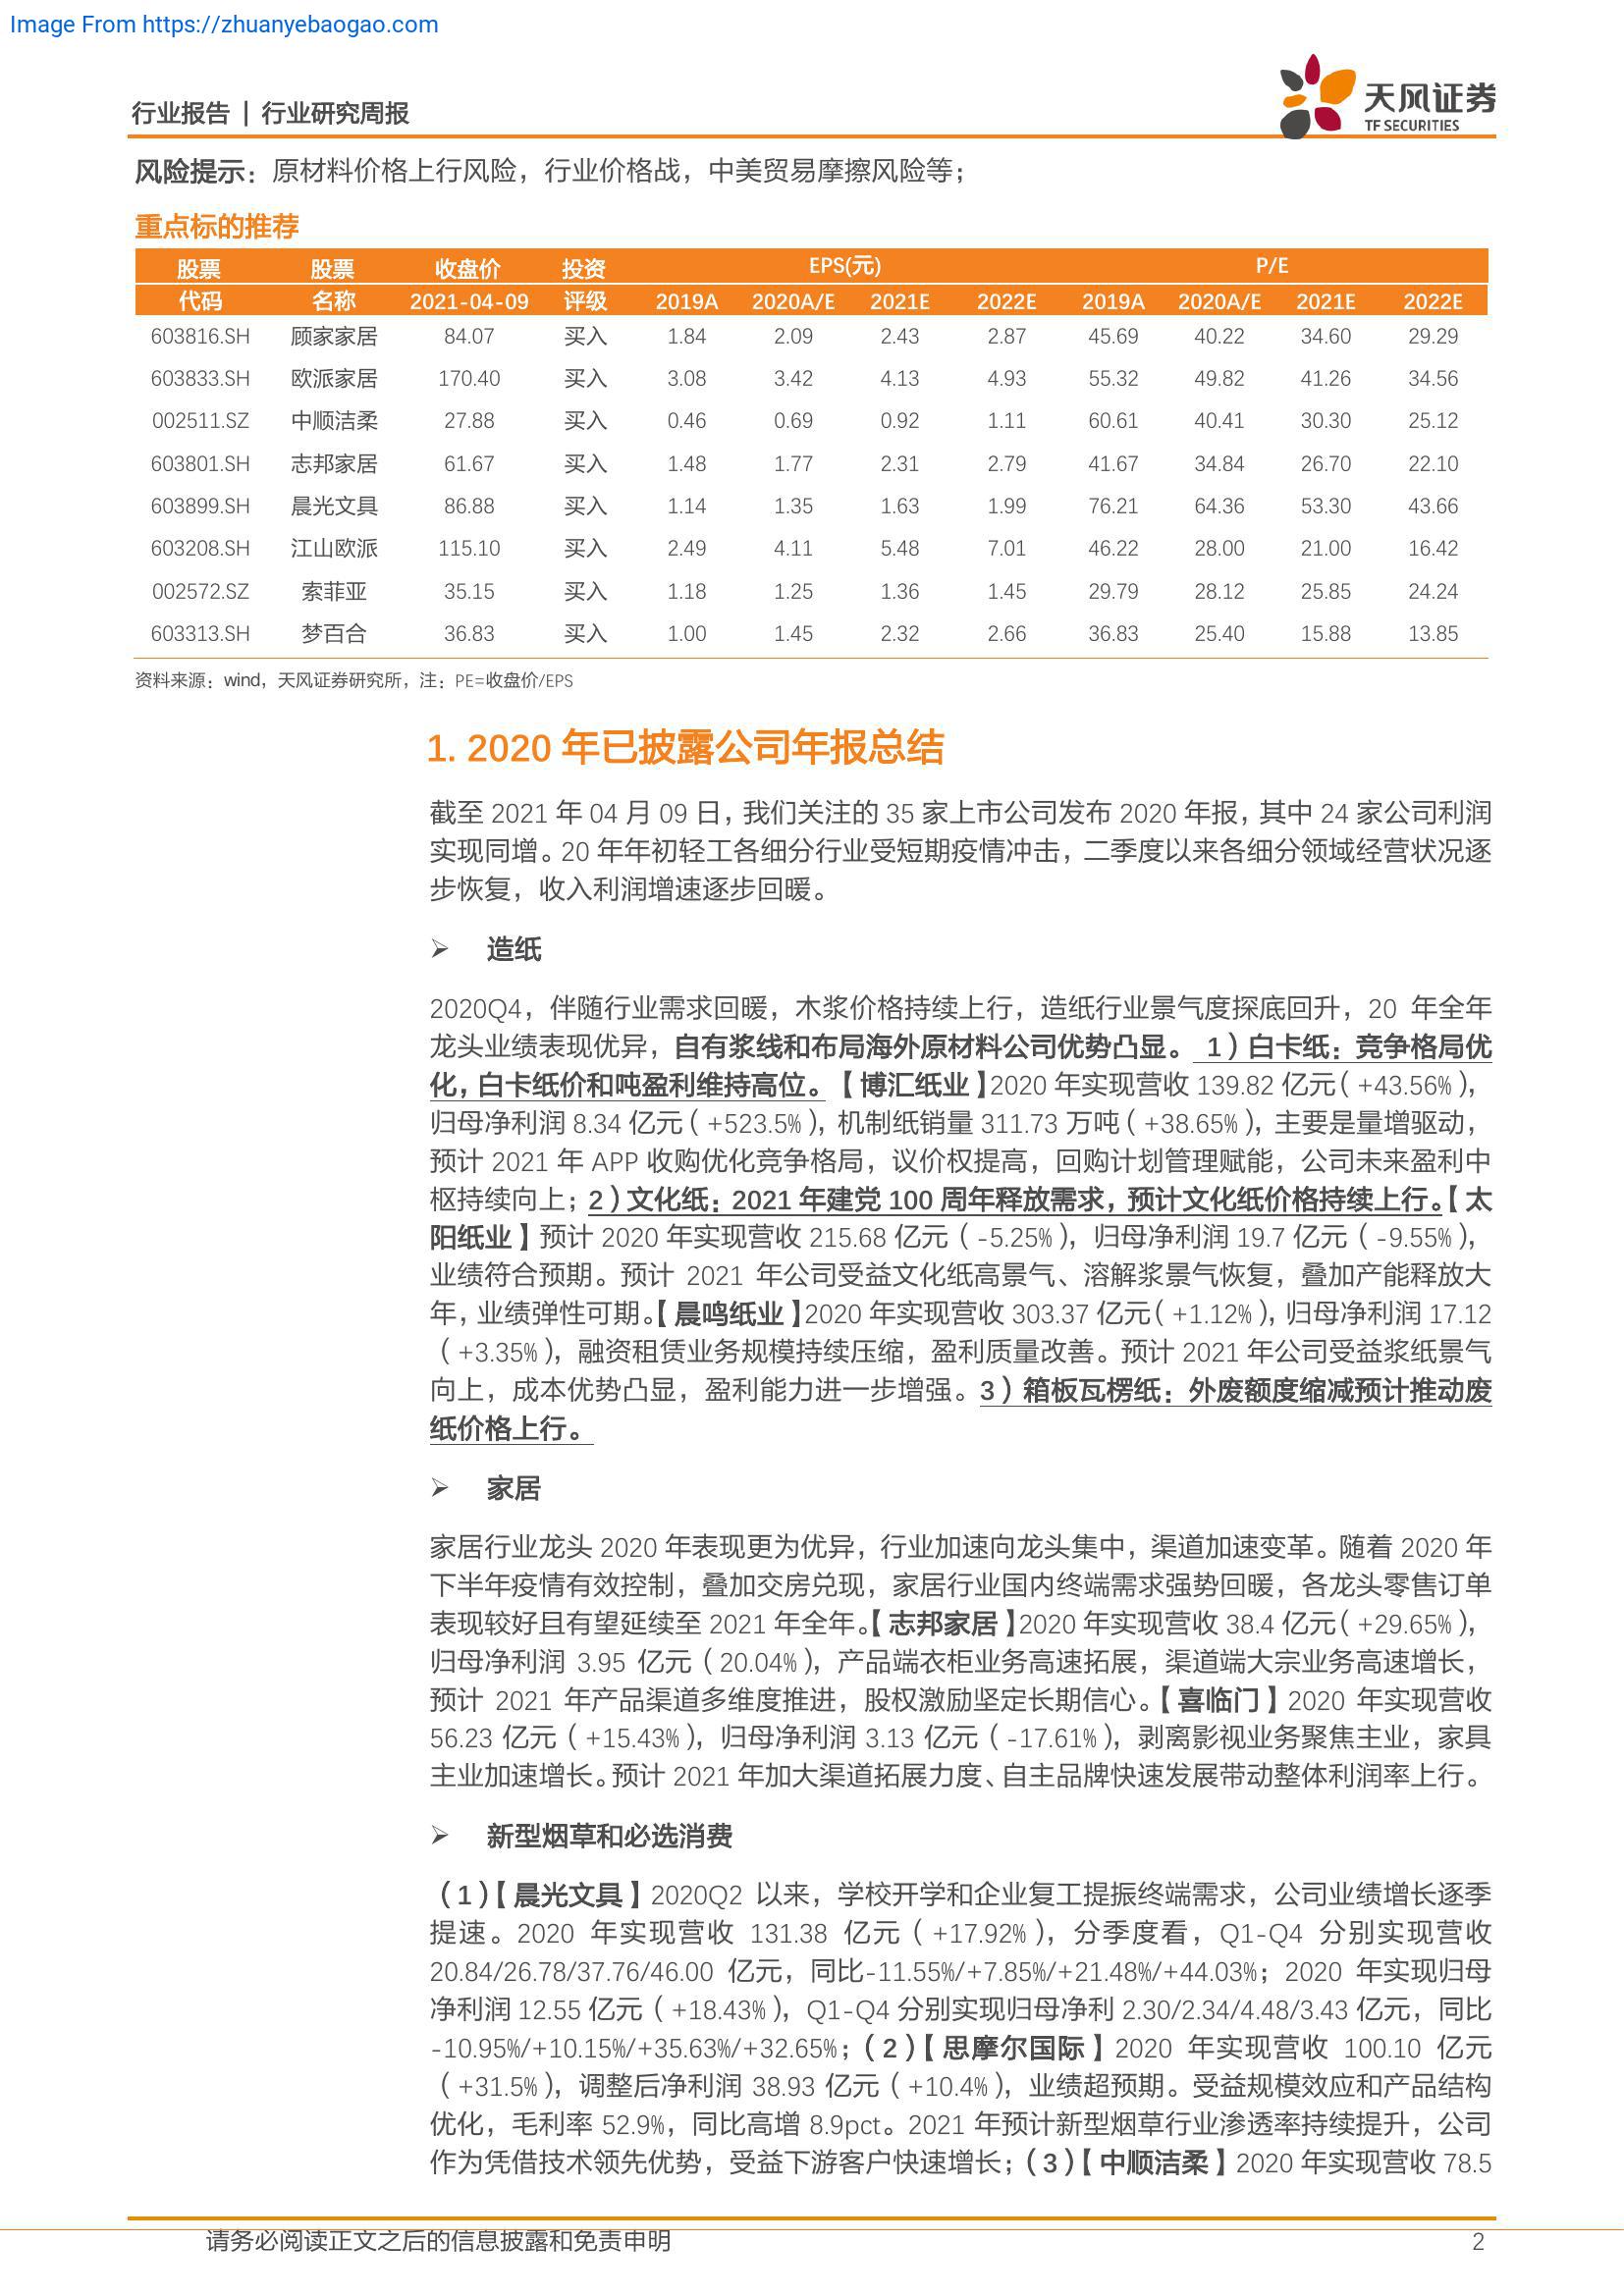 Image From https://zhuanyebaogao.com
行业报告 | 行业研究周报
天风证券
TF SECURITIES
风险提示：原材料价格上行风险，行业价格战，中美贸易摩擦风险等；
重点标的推荐
股票 股票 收盘价 投资 EPS(元) P/E
代码 名称 2021-04-09 评级 2019A 2020A/E 2021E 2022E 2019A 2020A/E 2021E 2022E
603816.SH 顾家家居 84.07 买入 1.84 2.09 2.43 2.87 45.69 40.22 34.60 29.29
603833.SH 欧派家居 170.40 买入 3.08 3.42 4.13 4.93 55.32 49.82 41.26 34.56
002511.SZ 中顺洁柔 27.88 买入 0.46 0.69 0.92 1.11 60.61 40.41 30.30 25.12
603801.SH 志邦家居 61.67 买入 1.48 1.77 2.31 2.79 41.67 34.84 26.70 22.10
603899.SH 晨光文具 86.88 买入 1.14 1.35 1.63 1.99 76.21 64.36 53.30 43.66
603208.SH 江山欧派 115.10 买入 2.49 4.11 5.48 7.01 46.22 28.00 21.00 16.42
002572.SZ 索菲亚 35.15 买入 1.18 1.25 1.36 1.45 29.79 28.12 25.85 24.24
603313.SH 梦百合 36.83 买入 1.00 1.45 2.32 2.66 36.83 25.40 15.88 13.85
资料来源：wind，天风证券研究所，注：PE=收盘价/EPS
1. 2020 年已披露公司年报总结
截至 2021 年 04 月 09 日，我们关注的 35 家上市公司发布 2020 年报，其中 24 家公司利润
实现同增。20 年年初轻工各细分行业受短期疫情冲击，二季度以来各细分领域经营状况逐
步恢复，收入利润增速逐步回暖。
➢ 造纸
2020Q4，伴随行业需求回暖，木浆价格持续上行，造纸行业景气度探底回升，20 年全年
龙头业绩表现优异，自有浆线和布局海外原材料公司优势凸显。 1）白卡纸：竞争格局优
化，白卡纸价和吨盈利维持高位。【博汇纸业】2020 年实现营收 139.82 亿元（+43.56%），
归母净利润 8.34 亿元（+523.5%），机制纸销量 311.73 万吨（+38.65%），主要是量增驱动，
预计 2021 年 APP 收购优化竞争格局，议价权提高，回购计划管理赋能，公司未来盈利中
枢持续向上；2）文化纸：2021 年建党 100 周年释放需求，预计文化纸价格持续上行。【太
阳纸业】预计 2020 年实现营收 215.68 亿元（-5.25%），归母净利润 19.7 亿元（-9.55%），
业绩符合预期。预计 2021 年公司受益文化纸高景气、溶解浆景气恢复，叠加产能释放大
年，业绩弹性可期。【晨鸣纸业】2020 年实现营收 303.37 亿元（+1.12%），归母净利润 17.12
（+3.35%），融资租赁业务规模持续压缩，盈利质量改善。预计 2021 年公司受益浆纸景气
向上，成本优势凸显，盈利能力进一步增强。3）箱板瓦楞纸：外废额度缩减预计推动废
纸价格上行。
➢ 家居
家居行业龙头 2020 年表现更为优异，行业加速向龙头集中，渠道加速变革。随着 2020 年
下半年疫情有效控制，叠加交房兑现，家居行业国内终端需求强势回暖，各龙头零售订单
表现较好且有望延续至 2021 年全年。【志邦家居】2020 年实现营收 38.4 亿元（+29.65%），
归母净利润 3.95 亿元（20.04%），产品端衣柜业务高速拓展，渠道端大宗业务高速增长，
预计 2021 年产品渠道多维度推进，股权激励坚定长期信心。【喜临门】2020 年实现营收
56.23 亿元（+15.43%），归母净利润 3.13 亿元（-17.61%），剥离影视业务聚焦主业，家具
主业加速增长。预计 2021 年加大渠道拓展力度、自主品牌快速发展带动整体利润率上行。
➢ 新型烟草和必选消费
（1）【晨光文具】2020Q2 以来，学校开学和企业复工提振终端需求，公司业绩增长逐季
提速。2020 年实现营收 131.38 亿元（+17.92%），分季度看，Q1-Q4 分别实现营收
20.84/26.78/37.76/46.00 亿元，同比-11.55%/+7.85%/+21.48%/+44.03%；2020 年实现归母
净利润 12.55 亿元（+18.43%），Q1-Q4 分别实现归母净利 2.30/2.34/4.48/3.43 亿元，同比
-10.95%/+10.15%/+35.63%/+32.65%；（2）【思摩尔国际】2020 年实现营收 100.10 亿元
（+31.5%），调整后净利润 38.93 亿元（+10.4%），业绩超预期。受益规模效应和产品结构
优化，毛利率 52.9%，同比高增 8.9pct。2021 年预计新型烟草行业渗透率持续提升，公司
作为凭借技术领先优势，受益下游客户快速增长；（3）【中顺洁柔】2020 年实现营收 78.5
请务必阅读正文之后的信息披露和免责申明 2